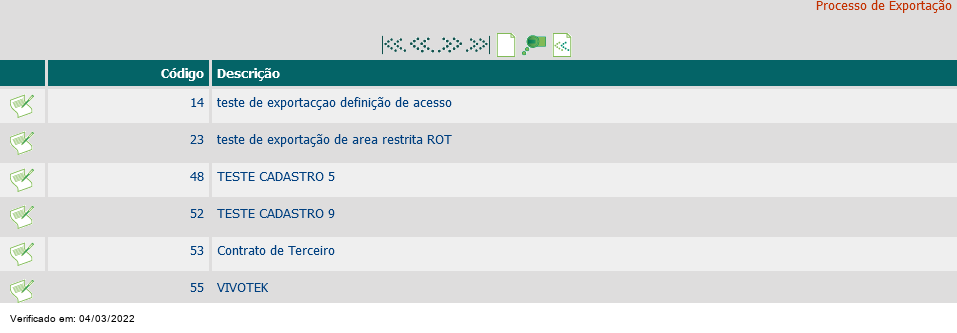 Processo de Exportação
Código Descrição
14 teste de exportacçao definição de acesso
23 teste de exportação de area restrita ROT
48 TESTE CADASTRO 5
52 TESTE CADASTRO 9
53 Contrato de Terceiro
55 VIVOTEK
Verificado em: 04/03/2022